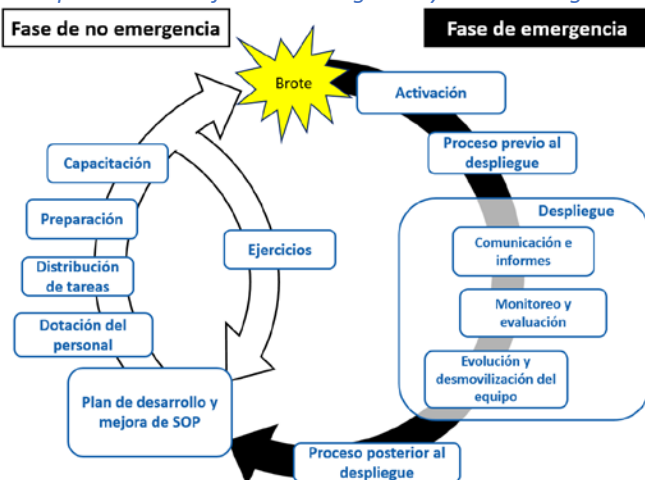 Fase de no emergencia
Fase de emergencia
Brote
Activación
Proceso previo al
despliegue
Despliegue
Comunicación e
informes
Monitoreo y
evaluación
Evolución y
desmovilización del
equipo
Proceso posterior al
despliegue
Plan de desarrollo y
mejora de SOP
Dotación del
personal
Distribución
de tareas
Preparación
Capacitación
Ejercicios